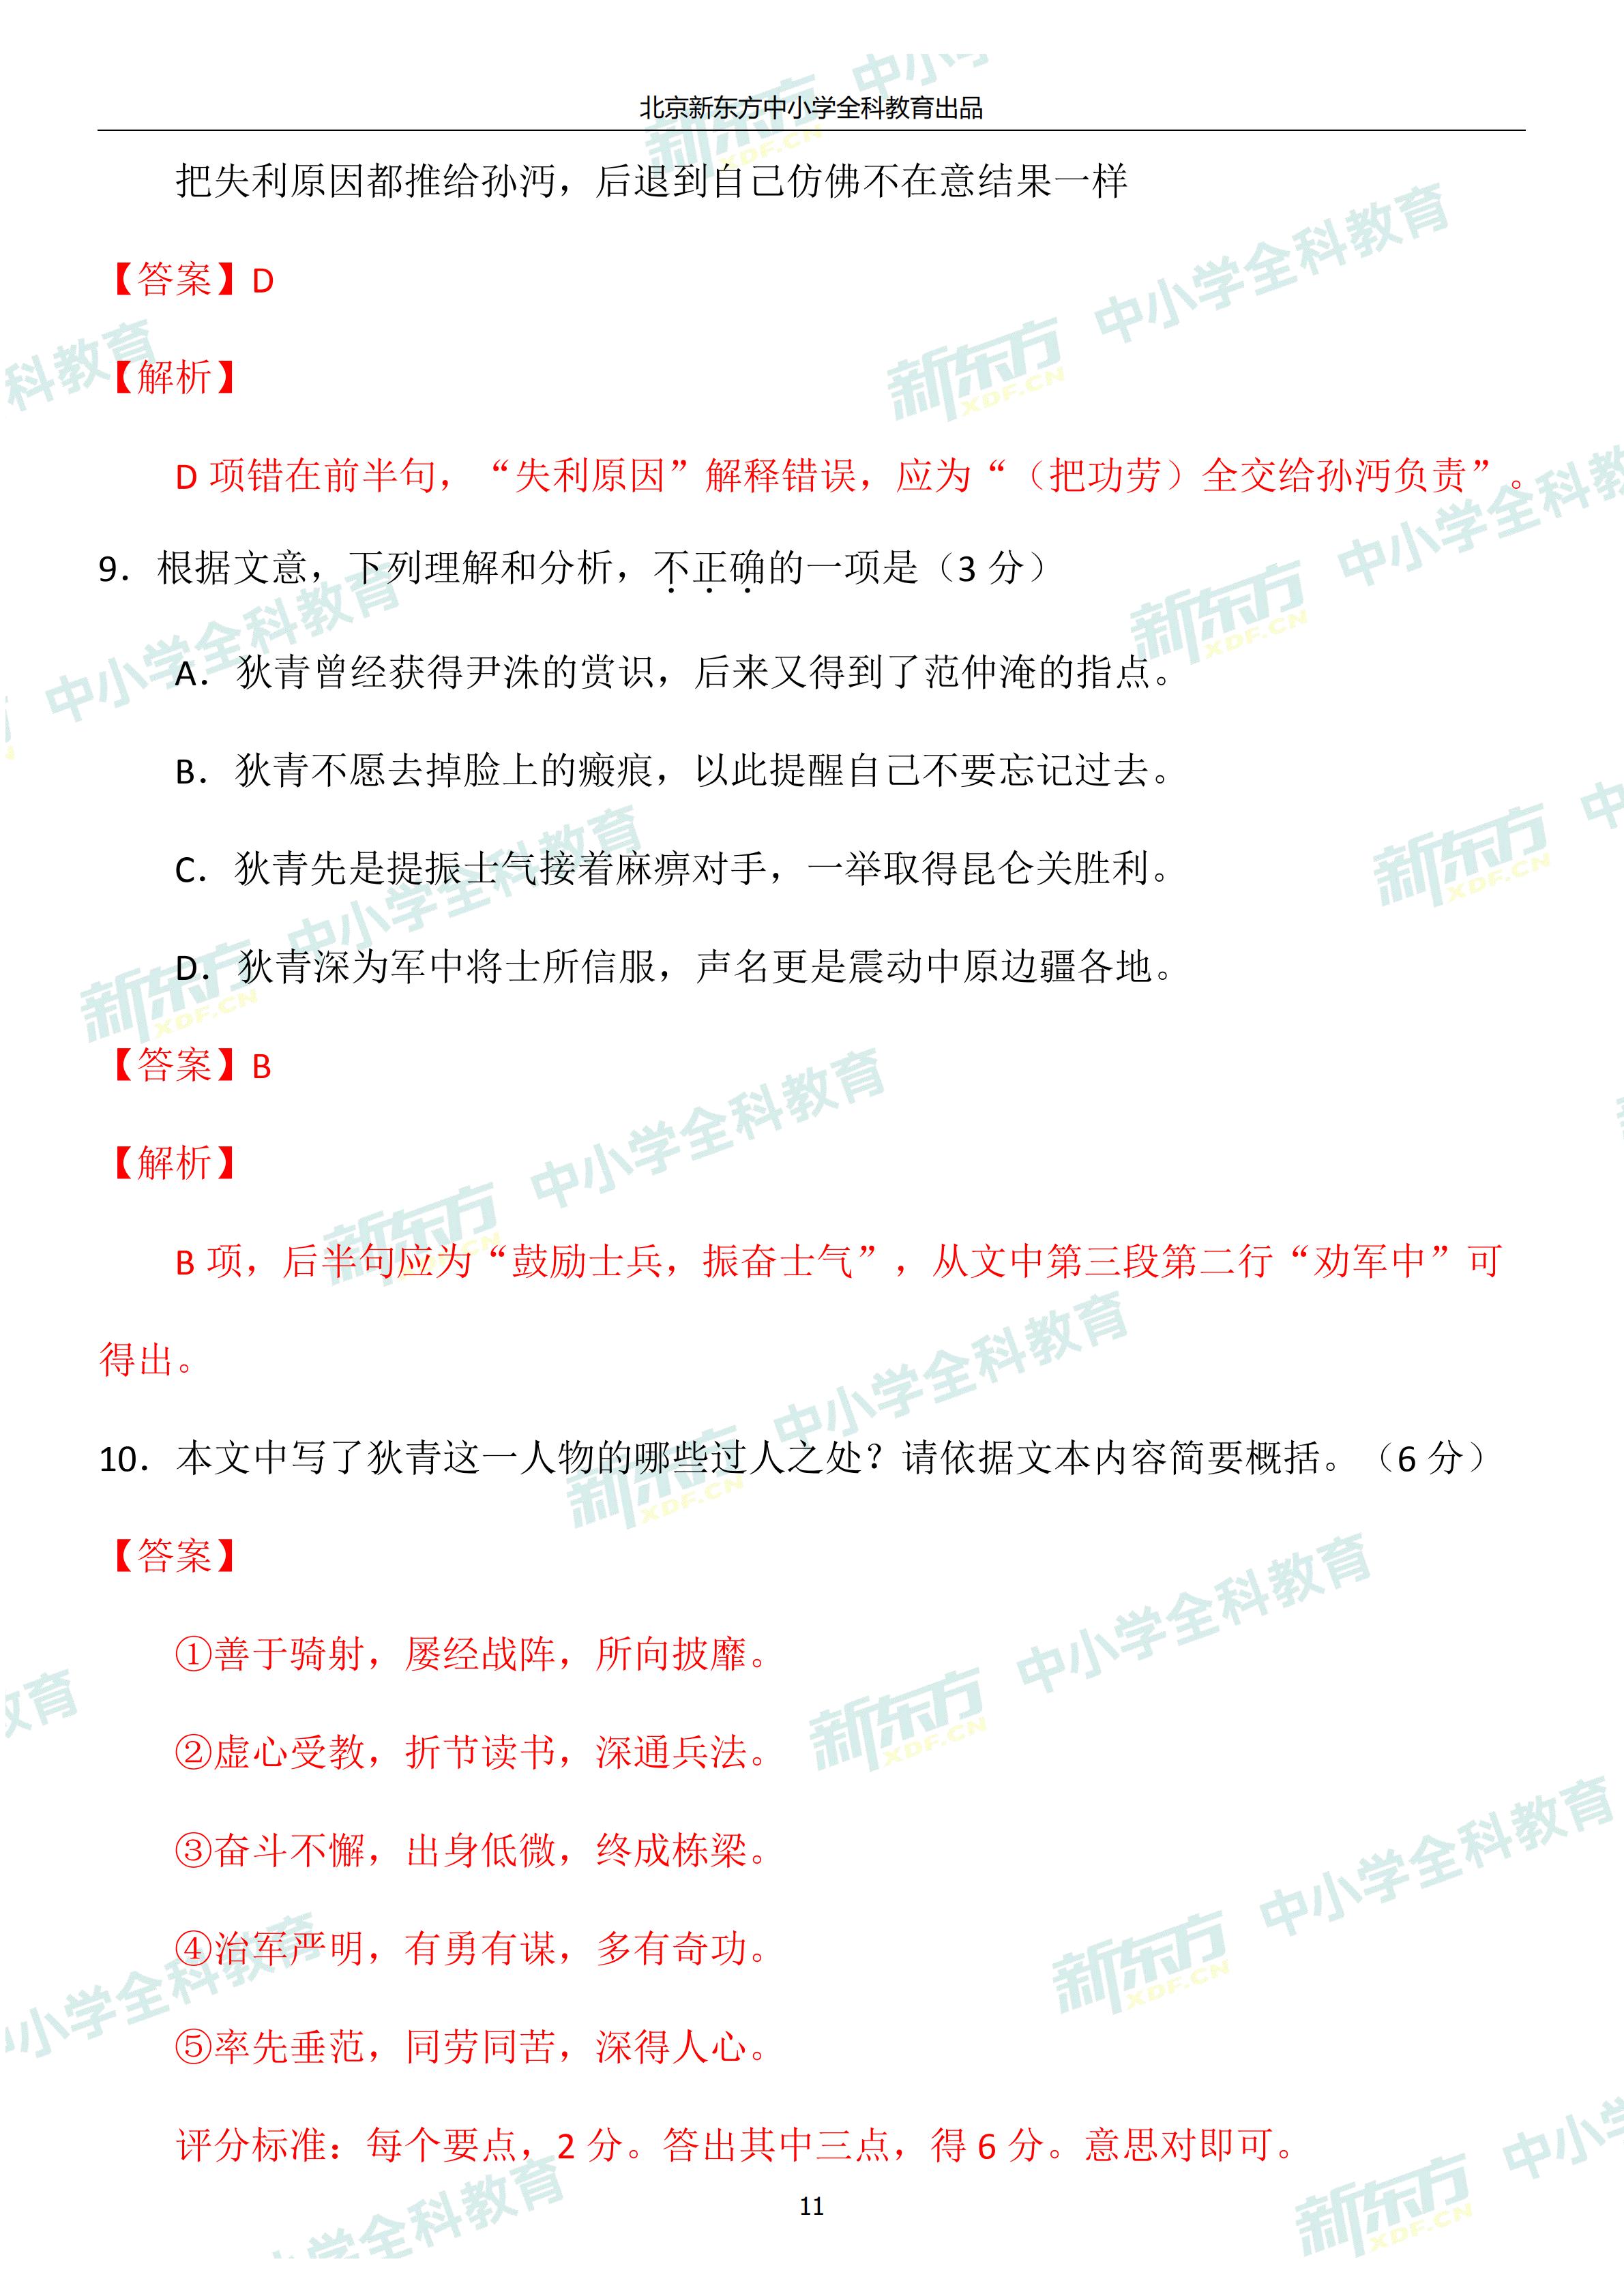 北京新东方中小学全科教育出品
把失利原因都推给孙沔，后退到自己仿佛不在意结果一样
【答案】D
【解析】
D 项错在前半句，“失利原因”解释错误，应为“（把功劳）全交给孙沔负责”。
9．根据文意，下列理解和分析，不正确的一项是（3 分）
A．狄青曾经获得尹洙的赏识，后来又得到了范仲淹的指点。
B．狄青不愿去掉脸上的瘢痕，以此提醒自己不要忘记过去。
C．狄青先是提振士气接着麻痹对手，一举取得昆仑关胜利。
D．狄青深为军中将士所信服，声名更是震动中原边疆各地。
【答案】B
【解析】
B 项，后半句应为“鼓励士兵，振奋士气”，从文中第三段第二行“劝军中”可
得出。
10．本文中写了狄青这一人物的哪些过人之处？请依据文本内容简要概括。（6 分）
【答案】
①善于骑射，屡经战阵，所向披靡。
②虚心受教，折节读书，深通兵法。
③奋斗不懈，出身低微，终成栋梁。
④治军严明，有勇有谋，多有奇功。
⑤率先垂范，同劳同苦，深得人心。
评分标准：每个要点，2 分。答出其中三点，得 6 分。意思对即可。
11
新东方 XDF.CN 中小学全科教育